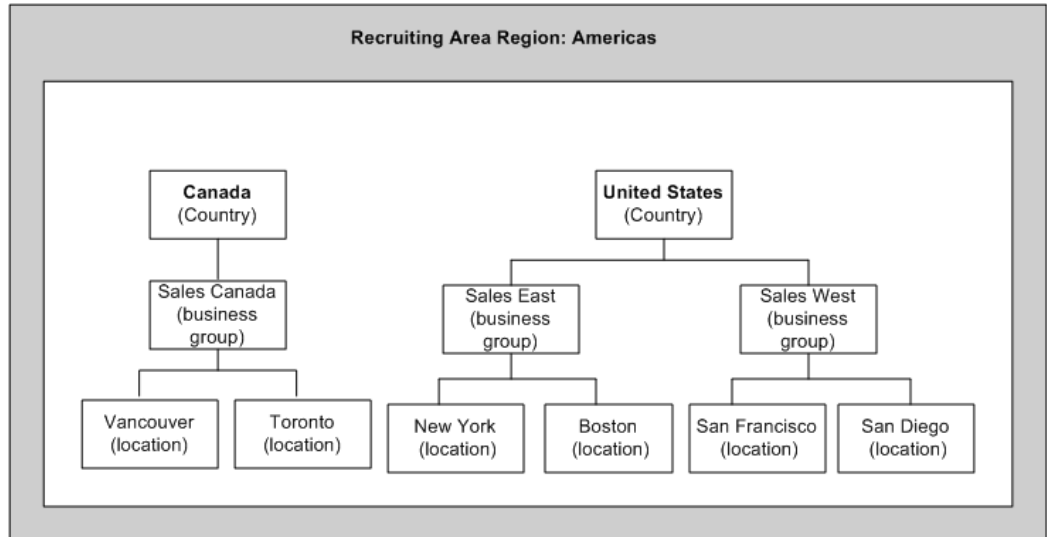 Recruiting Area Region: Americas
Canada
(Country)
United States
(Country)
Sales Canada
(business
group)
Sales East
(business
group)
Sales West
(business
group)
Vancouver
(location)
Toronto
(location)
New York
(location)
Boston
(location)
San Francisco
(location)
San Diego
(location)